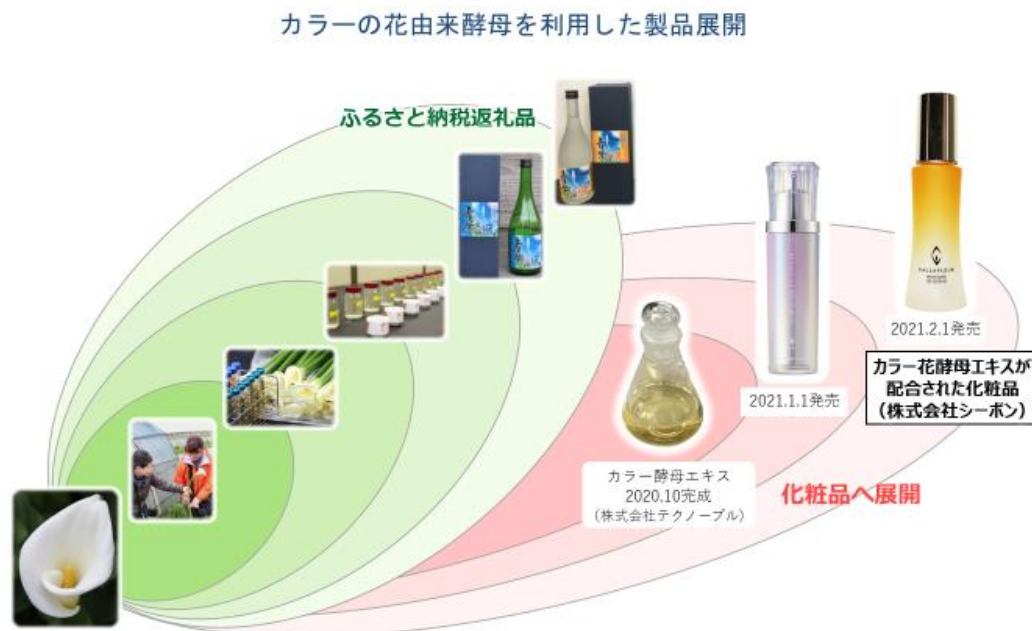 カラーの花由来酵母を利用した製品展開
ふるさと納税返礼品
2021.2.1発売
カラー花酵母エキスが
配合された化粧品
（株式会社シーボン）
2021.1.1発売
カラー酵母エキス
2020.10完成
（株式会社テクノーブル）
化粧品へ展開